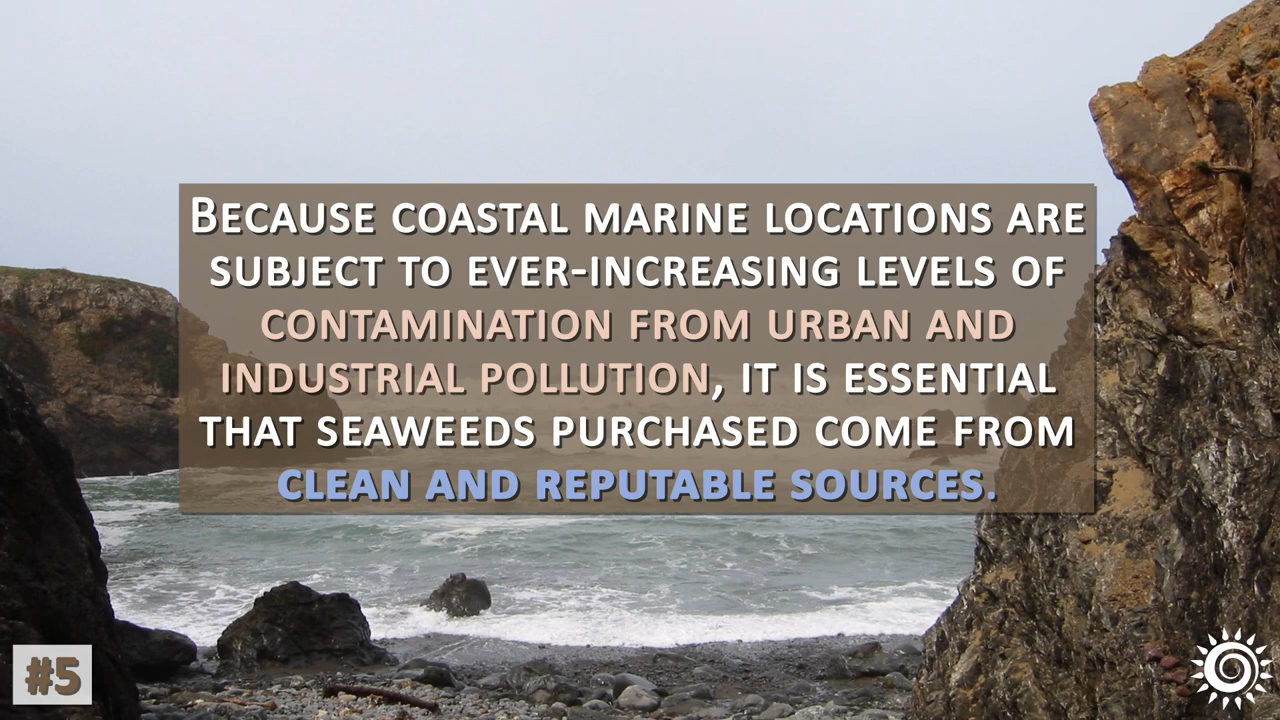 Because coastal marine locations are
subject to ever-increasing levels of
contamination from urban and
industrial pollution, it is essential
that seaweeds purchased come from
clean and reputable sources.
#5